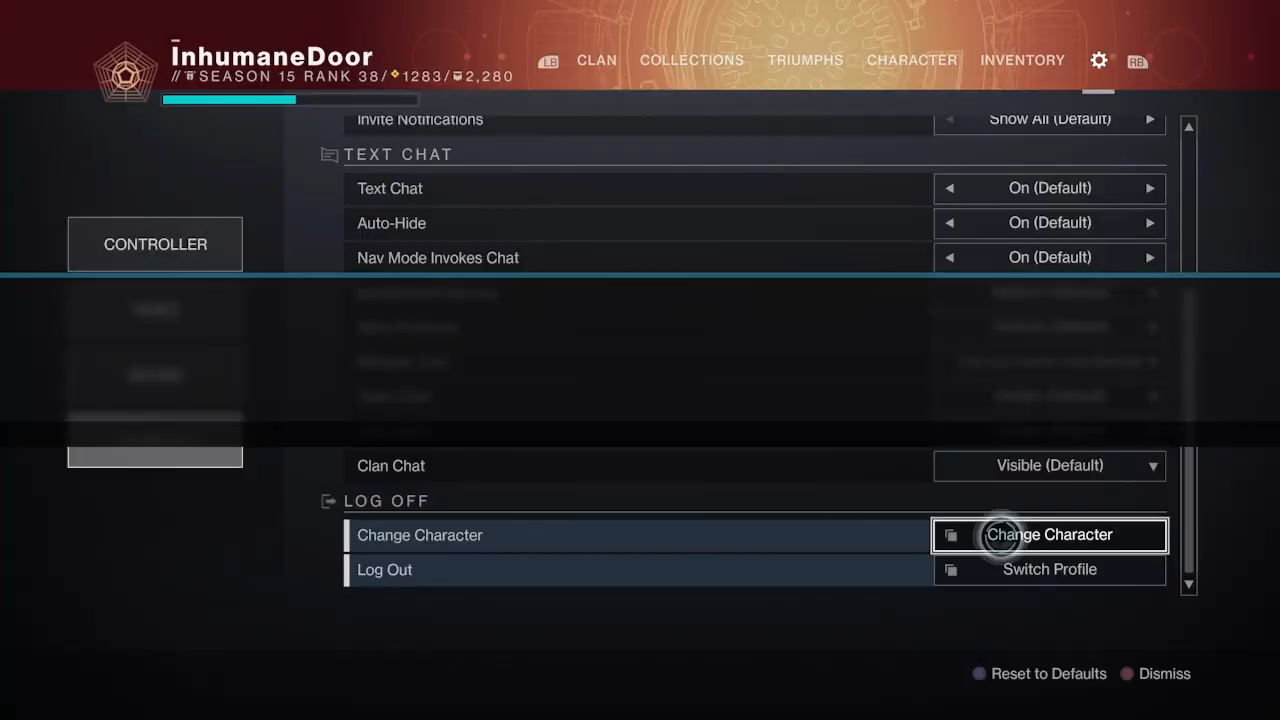 InhumaneDoor
// SEASON 15 RANK 38/ 1283/ 2,280
LB CLAN COLLECTIONS TRIUMPHS CHARACTER INVENTORY RB
Invite Notifications Show All (Default)
TEXT CHAT
Text Chat On (Default)
Auto-Hide On (Default)
CONTROLLER
Nav Mode Invokes Chat On (Default)
Clan Chat Visible (Default)
LOG OFF
Change Character Change Character
Log Out Switch Profile
Reset to Defaults Dismiss